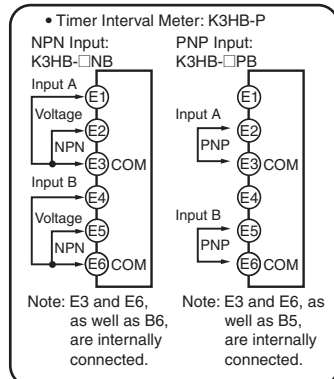 • Timer Interval Meter: K3HB-P
NPN Input:
K3HB-□NB
Input A
Voltage
NPN
Input B
Voltage
NPN
E1
E2
E3 COM
E4
E5
E6 COM
Note: E3 and E6,
as well as B6,
are internally
connected.
PNP Input:
K3HB-□PB
Input A
PNP
Input B
PNP
E1
E2
E3 COM
E4
E5
E6 COM
Note: E3 and E6, as
well as B5,
are internally
connected.